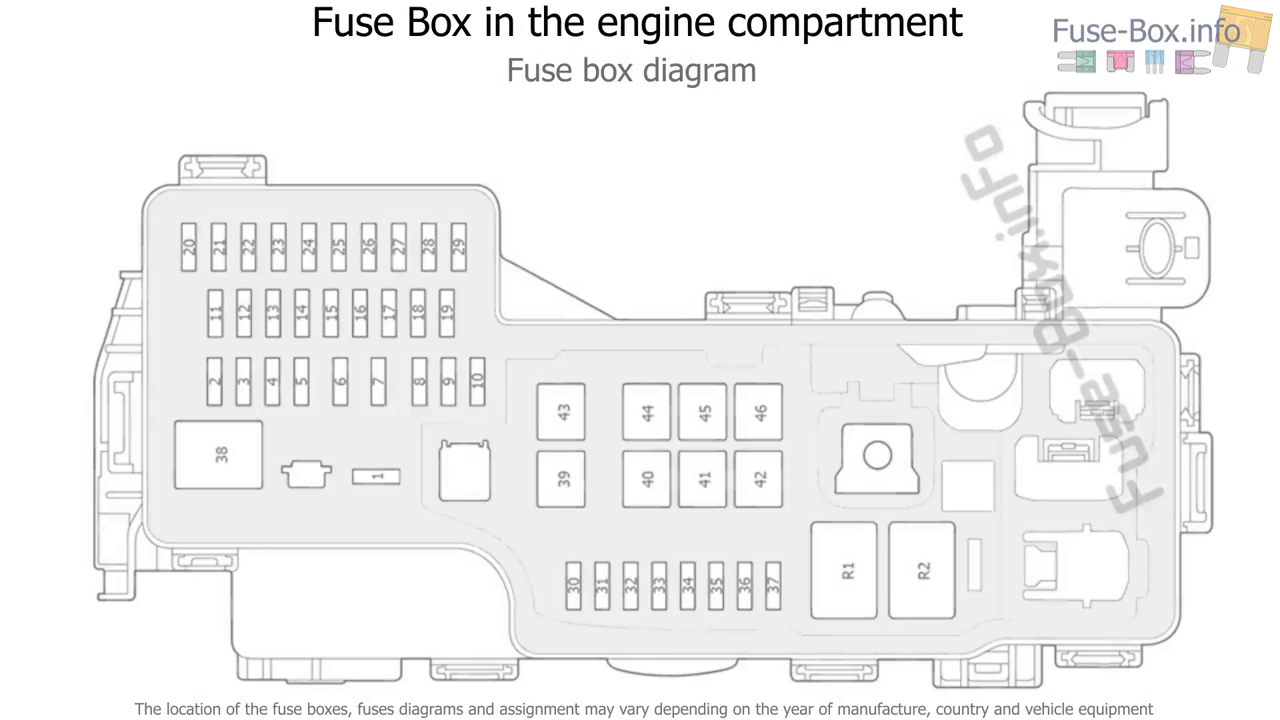 Fuse Box in the engine compartment
Fuse box diagram
Fuse-Box.info
Fuse-Box.info
20 21 22 23 24 25 26 27 28 29
11 12 13 14 15 16 17 18 19
2 3 4 5 6 7 8 9 10
43 44 45 46
38 1 39 40 41 42
30 31 32 33 34 35 36 37 R1 R2
The location of the fuse boxes, fuses diagrams and assignment may vary depending on the year of manufacture, country and vehicle equipment